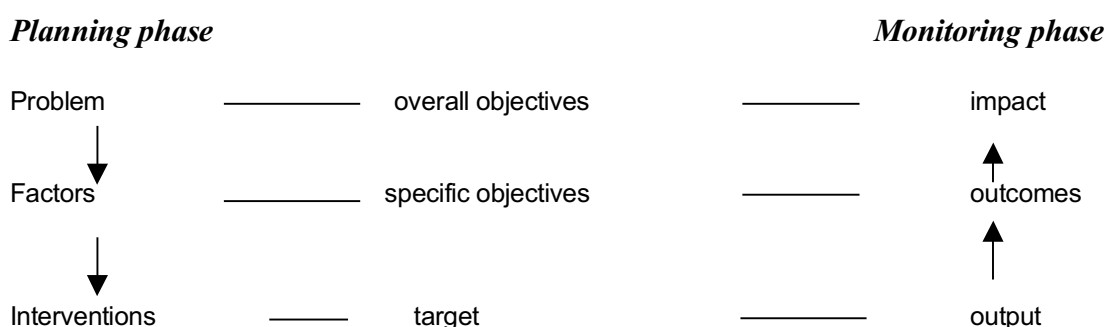 Planning phase Monitoring phase
Problem overall objectives impact
Factors specific objectives outcomes
Interventions target output